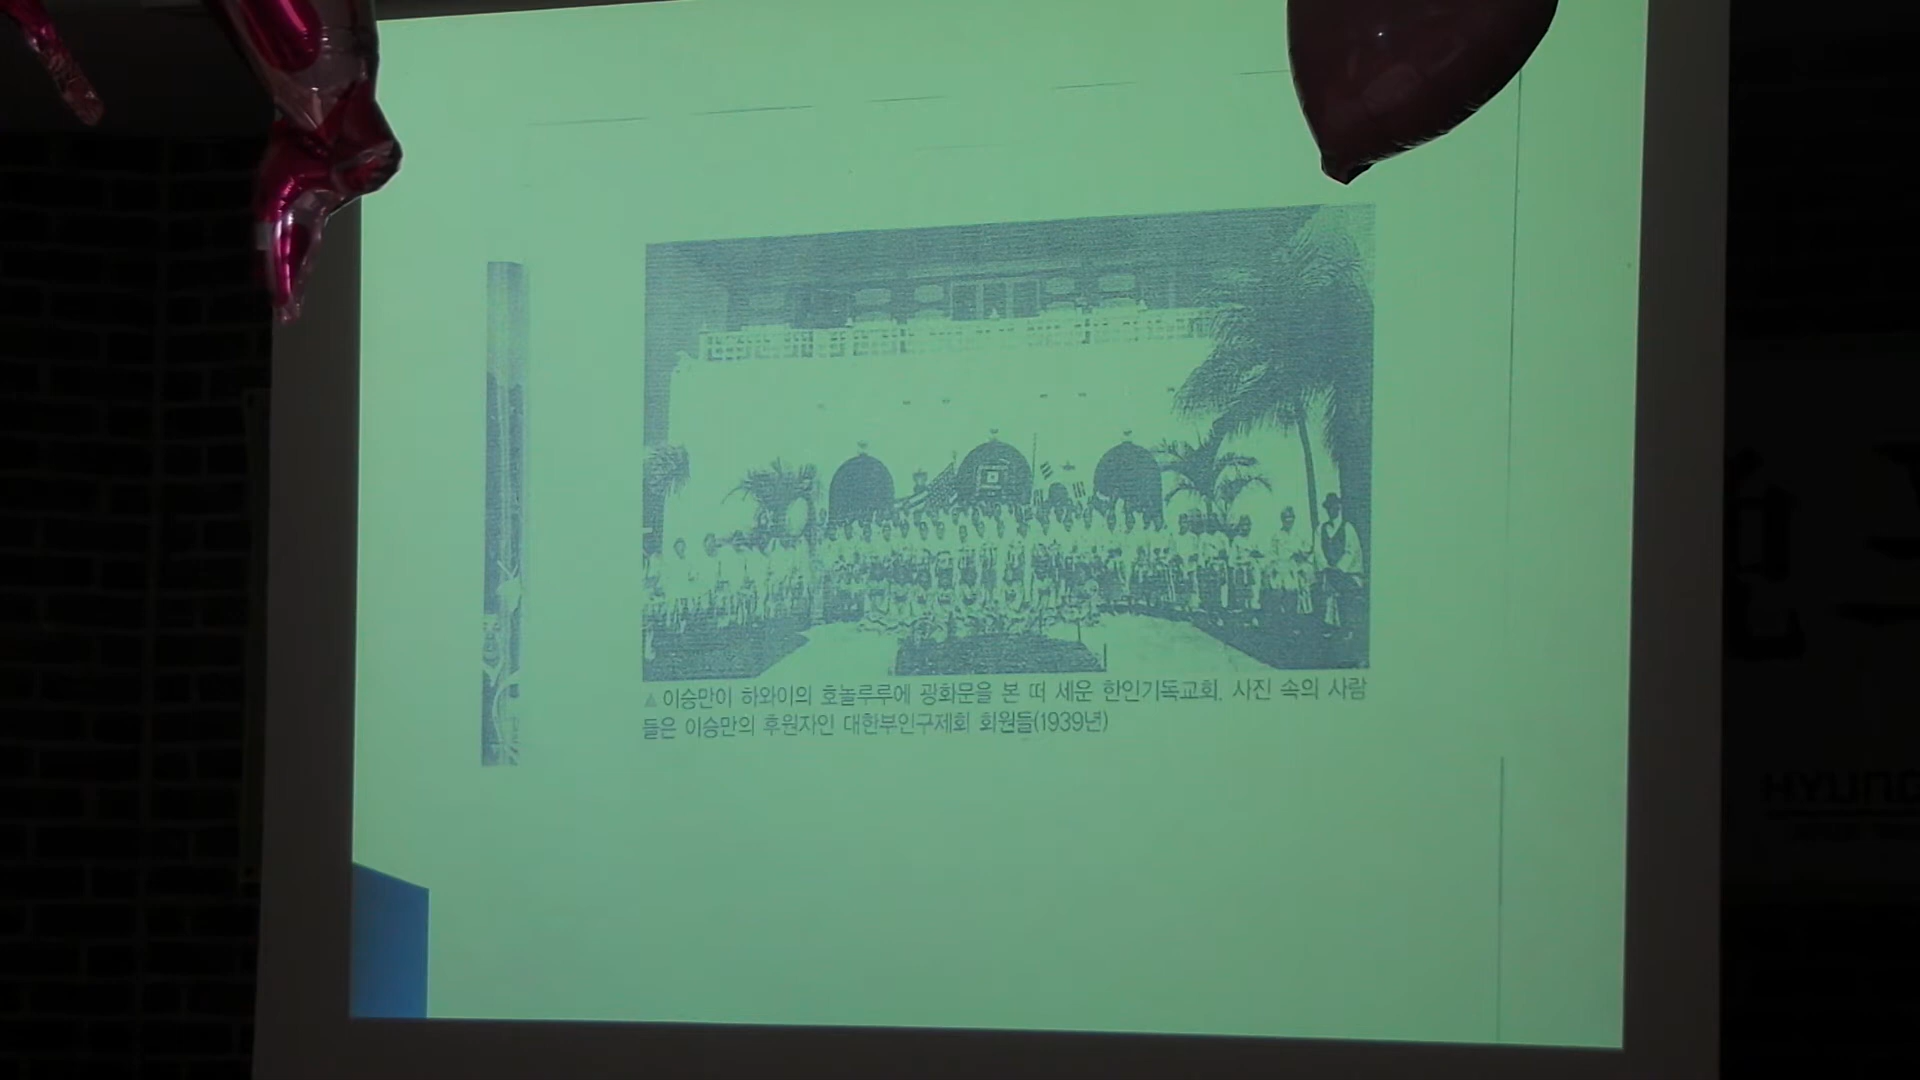 ▲이승만이 하와이의 호놀루루에 광화문을 본 떠 세운 한인기독교회. 사진 속의 사람
들은 이승만의 후원자인 대한부인구제회 회원들(1939년)